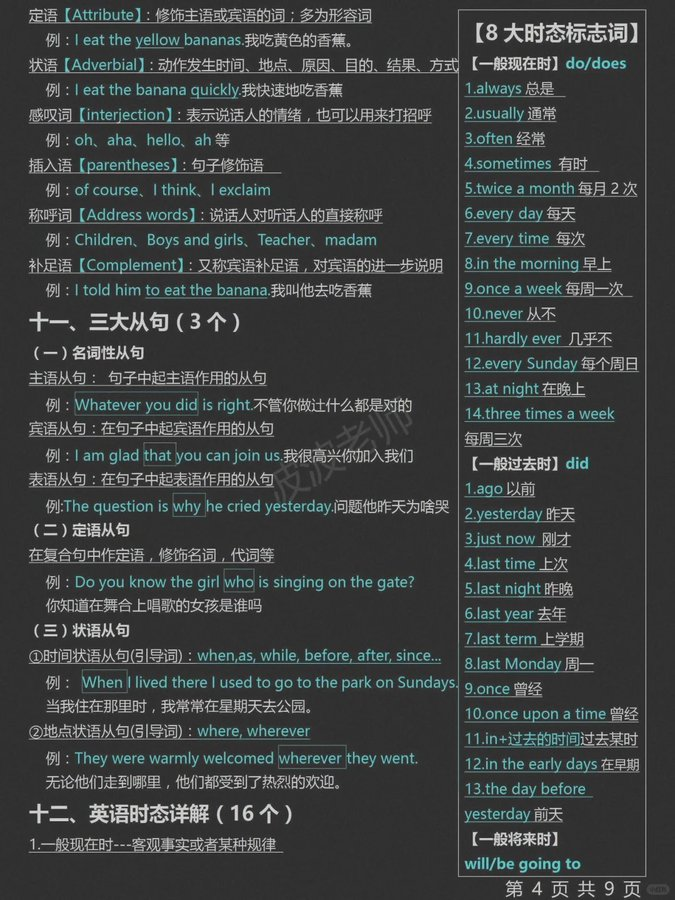 定语【Attribute】：修饰主语或宾语的词；多为形容词
例：I eat the yellow bananas.我吃黄色的香蕉。
状语【Adverbial】：动作发生时间、地点、原因、目的、结果、方式
例：I eat the banana quickly.我快速地吃香蕉
感叹词【interjection】：表示说话人的情绪，也可以用来打招呼
例：oh、aha、hello、ah 等
插入语【parentheses】：句子修饰语
例：of course、I think、I exclaim
称呼词【Address words】：说话人对听话人的直接称呼
例：Children、Boys and girls、Teacher、madam
补足语【Complement】：又称宾语补足语，对宾语的进一步说明
例：I told him to eat the banana.我叫他去吃香蕉
十一、三大从句（3 个）
（一）名词性从句
主语从句： 句子中起主语作用的从句
例：Whatever you did is right.不管你做过什么都是对的
宾语从句：在句子中起宾语作用的从句
例：I am glad that you can join us.我很高兴你加入我们
表语从句：在句子中起表语作用的从句
例:The question is why he cried yesterday.问题他昨天为啥哭
（二）定语从句
在复合句中作定语，修饰名词，代词等
例：Do you know the girl who is singing on the gate?
你知道在舞台上唱歌的女孩是谁吗
（三）状语从句
①时间状语从句(引导词)：when,as, while, before, after, since...
例： When I lived there I used to go to the park on Sundays.
当我住在那里时，我常常在星期天去公园。
②地点状语从句(引导词)：where, wherever
例：They were warmly welcomed wherever they went.
无论他们走到哪里，他们都受到了热烈的欢迎。
十二、英语时态详解（16 个）
1.一般现在时---客观事实或者某种规律
【8 大时态标志词】
【一般现在时】do/does
1.always 总是
2.usually 通常
3.often 经常
4.sometimes 有时
5.twice a month 每月 2 次
6.every day 每天
7.every time 每次
8.in the morning 早上
9.once a week 每周一次
10.never 从不
11.hardly ever 几乎不
12.every Sunday 每个周日
13.at night 在晚上
14.three times a week
每周三次
【一般过去时】did
1.ago 以前
2.yesterday 昨天
3.just now 刚才
4.last time 上次
5.last night 昨晚
6.last year 去年
7.last term 上学期
8.last Monday 周一
9.once 曾经
10.once upon a time 曾经
11.in+过去的时间过去某时
12.in the early days 在早期
13.the day before
yesterday 前天
【一般将来时】
will/be going to
第 4 页 共 9 页
波波老师
小红书